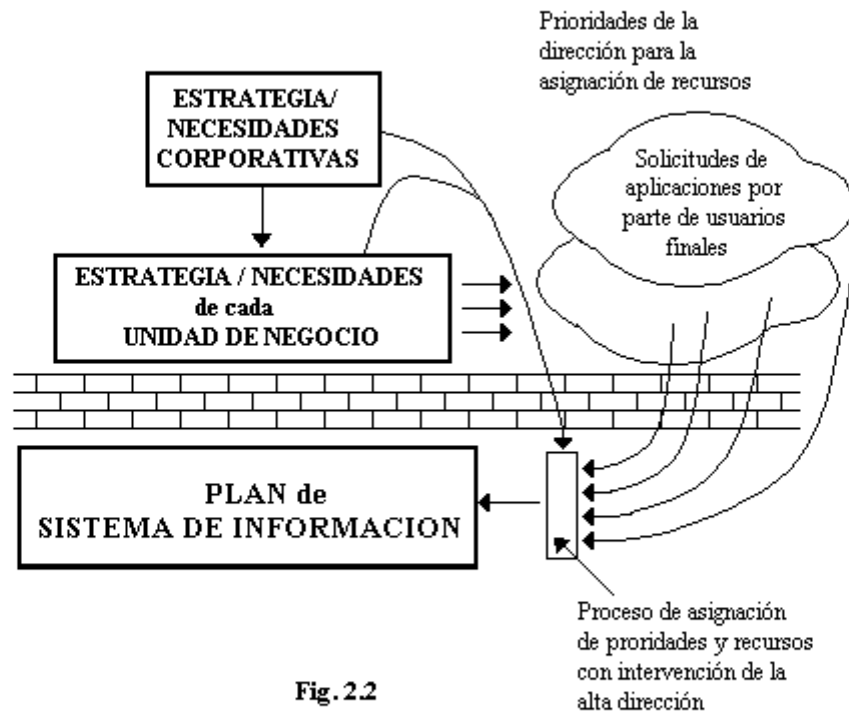 Prioridades de
la dirección para la
asignación de recursos
ESTRATEGIA/
NECESIDADES
CORPORATIVAS
Solicitudes de
aplicaciones por
parte de usuarios
finales
ESTRATEGIA / NECESIDADES
de cada
UNIDAD DE NEGOCIO
PLAN de
SISTEMA DE INFORMACION
Proceso de asignación
de proridades y recursos
con intervención de la
alta dirección
Fig. 2.2